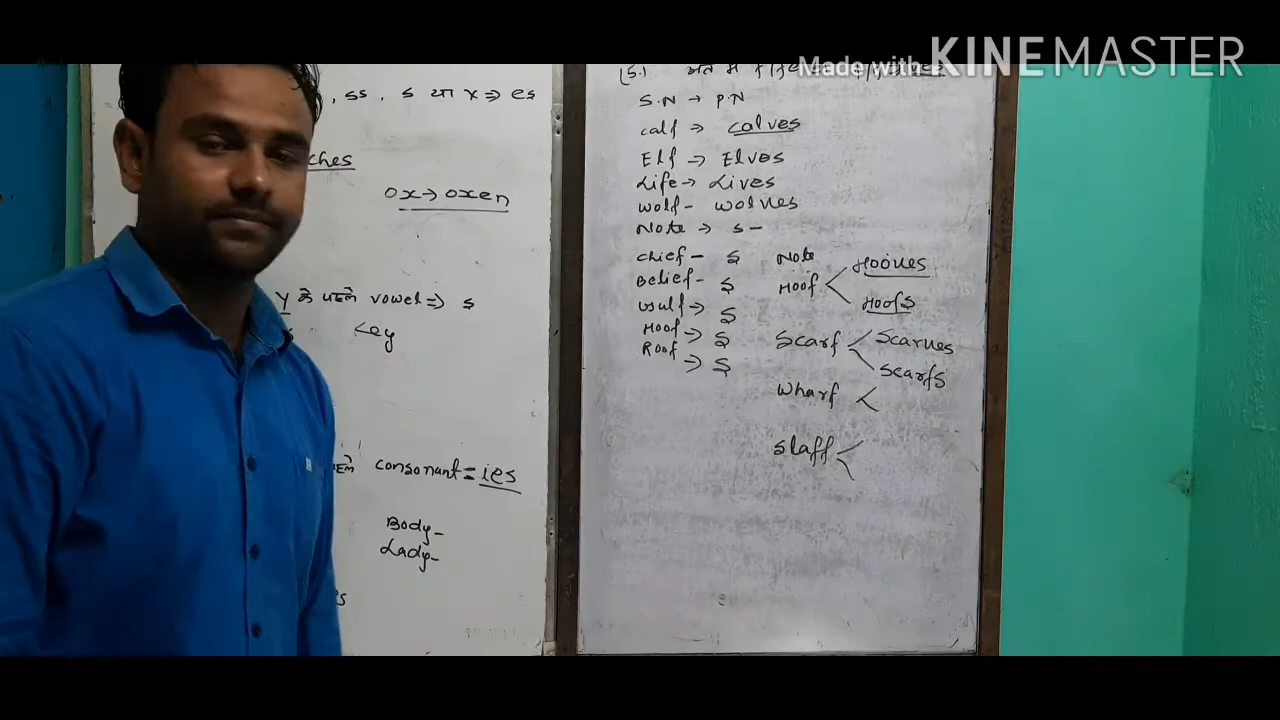 Made with KINEMASTER
, ss, s या x => es
ches
Ox -> Oxen
Y के पहले vowel => s
Key
consonant = ies
Body-
Lady-
S.N -> P.N
calf -> calves
Elf -> Elves
Life -> Lives
wolf - wolves
Note -> s -
chief - s
Belief - s
Gulf -> s
Hoof -> s
Roof -> s
Note
Hoof < Hooves
Hoofs
Scarf < Scarves
Scarfs
Wharf <
Staff <